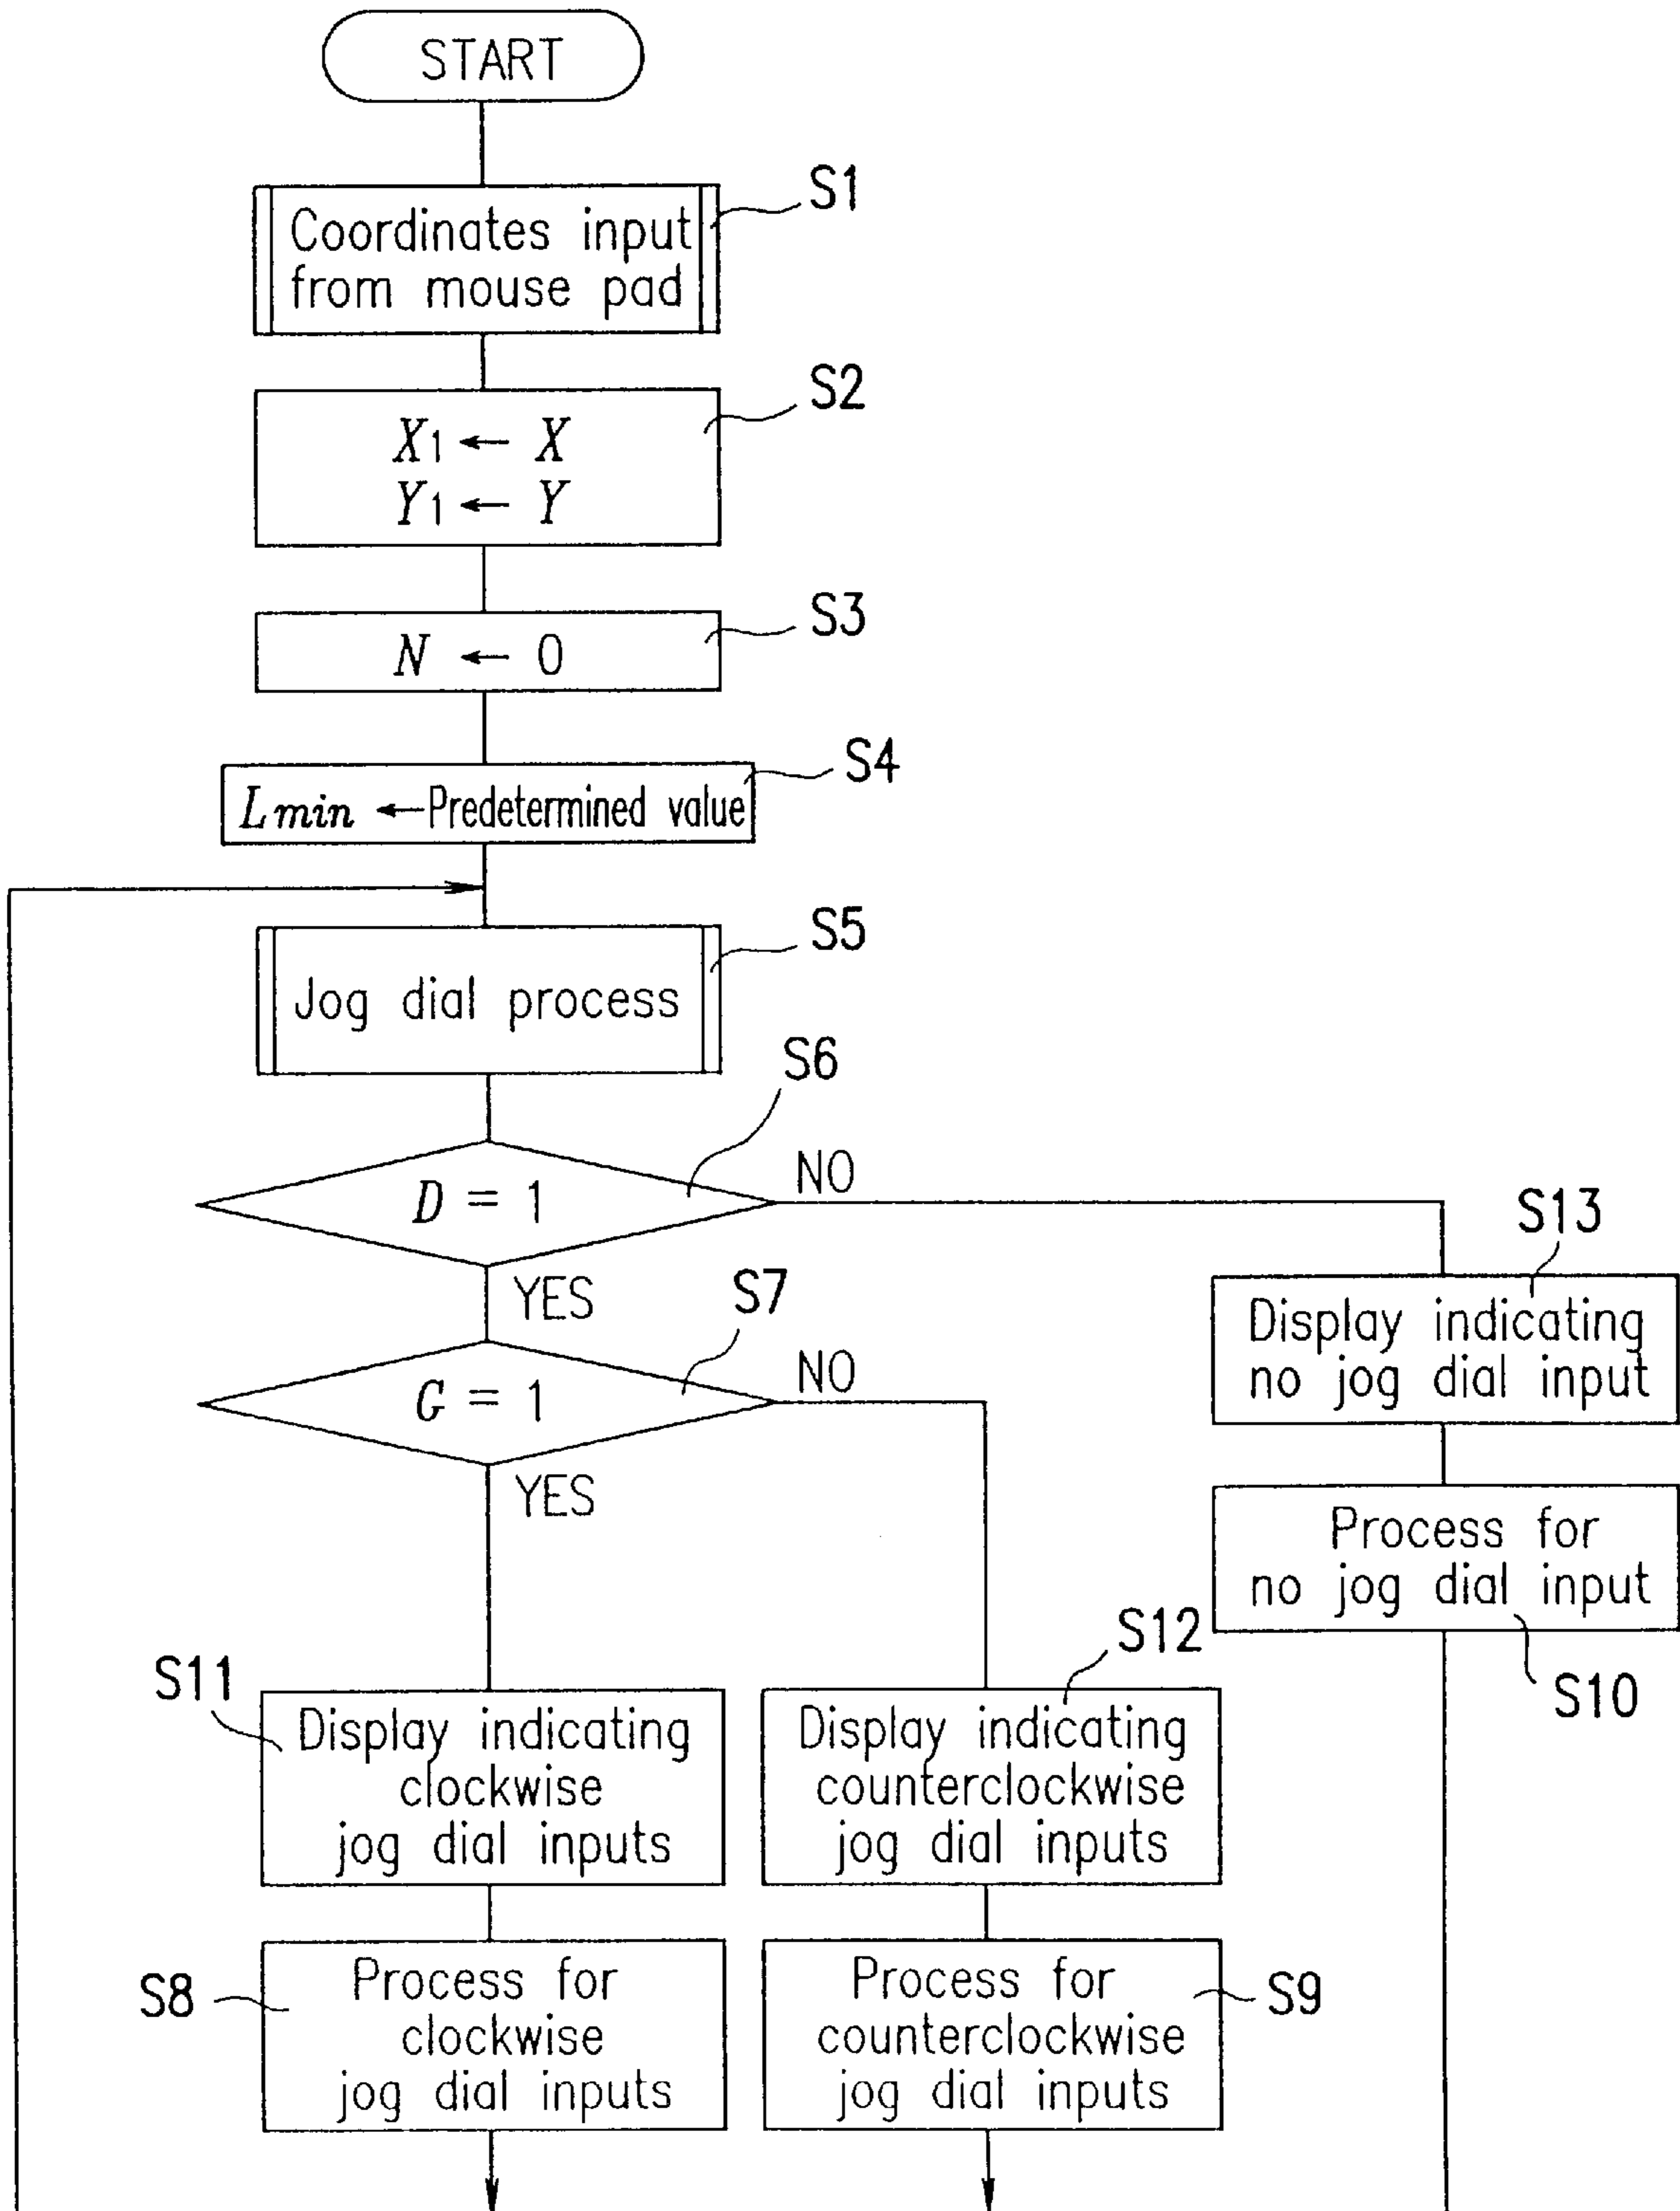 START
S1
Coordinates input
from mouse pad
S2
X1 ← X
Y1 ← Y
S3
N ← 0
S4
Lmin ← Predetermined value
S5
Jog dial process
S6
D = 1
NO
YES
S13
Display indicating
no jog dial input
S7
G = 1
NO
YES
Process for
no jog dial input
S10
S11
Display indicating
clockwise
jog dial inputs
S12
Display indicating
counterclockwise
jog dial inputs
S8
Process for
clockwise
jog dial inputs
Process for
counterclockwise
jog dial inputs
S9